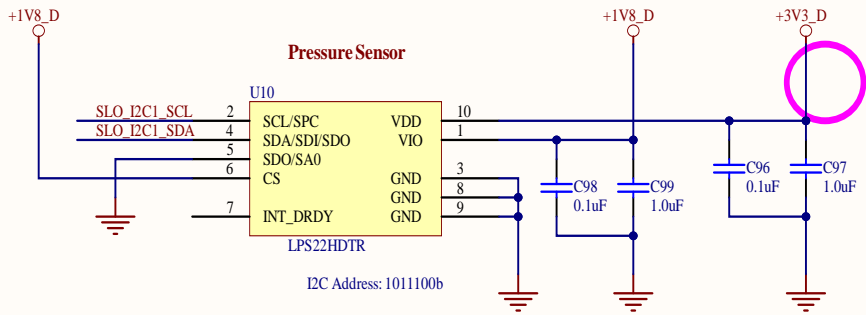 +1V8_D
+1V8_D
+3V3_D
Pressure Sensor
U10
SLO_I2C1_SCL
2
SCL/SPC
VDD
10
SLO_I2C1_SDA
4
SDA/SDI/SDO
VIO
1
5
SDO/SA0
6
CS
GND
3
GND
8
7
INT_DRDY
GND
9
C98
0.1uF
C99
1.0uF
C96
0.1uF
C97
1.0uF
LPS22HDTR
I2C Address: 1011100b